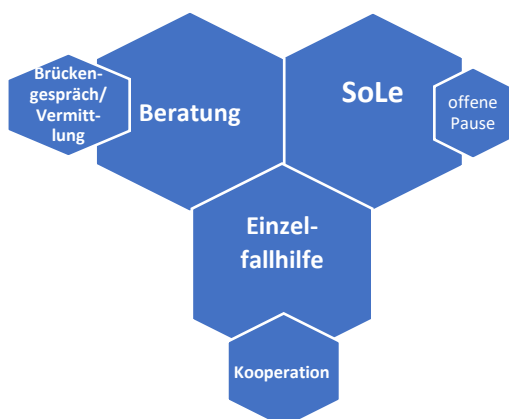 Brücken-
gespräch/
Vermitt-
lung
Beratung
SoLe
offene
Pause
Einzel-
fallhilfe
Kooperation